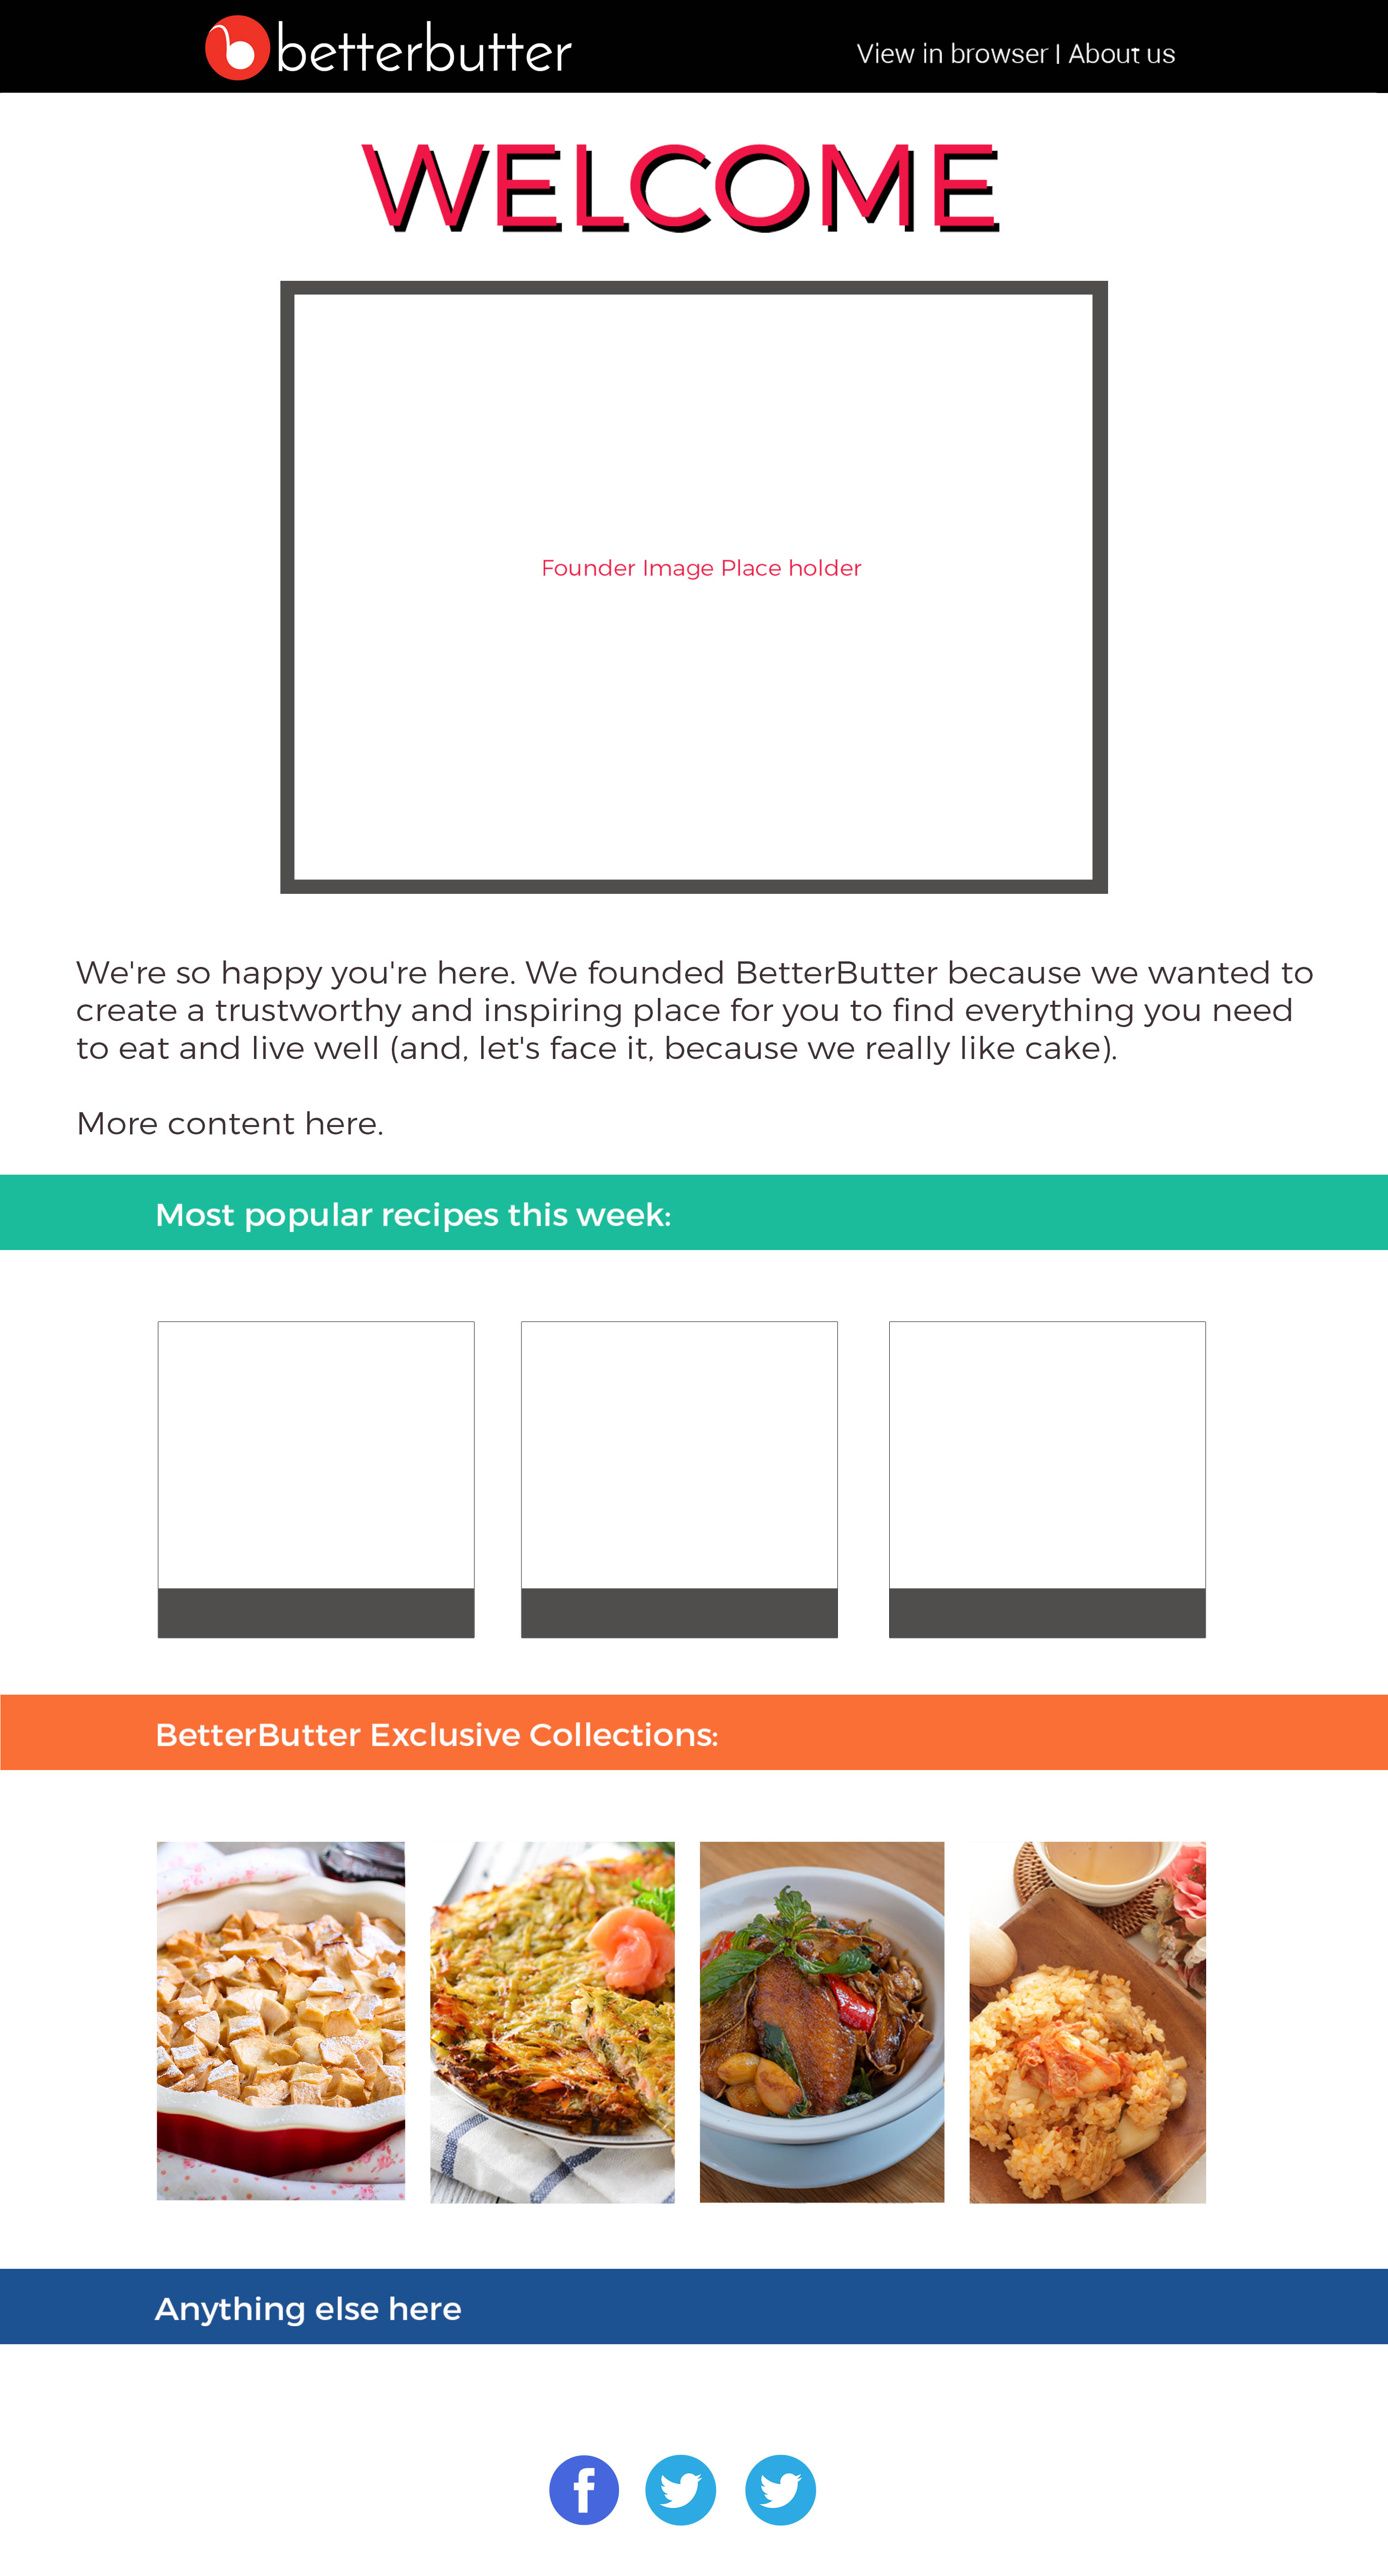 betterbutter
View in browser | About us
WELCOME
Founder Image Place holder
We're so happy you're here. We founded BetterButter because we wanted to
create a trustworthy and inspiring place for you to find everything you need
to eat and live well (and, let's face it, because we really like cake).
More content here.
Most popular recipes this week:
BetterButter Exclusive Collections:
Anything else here